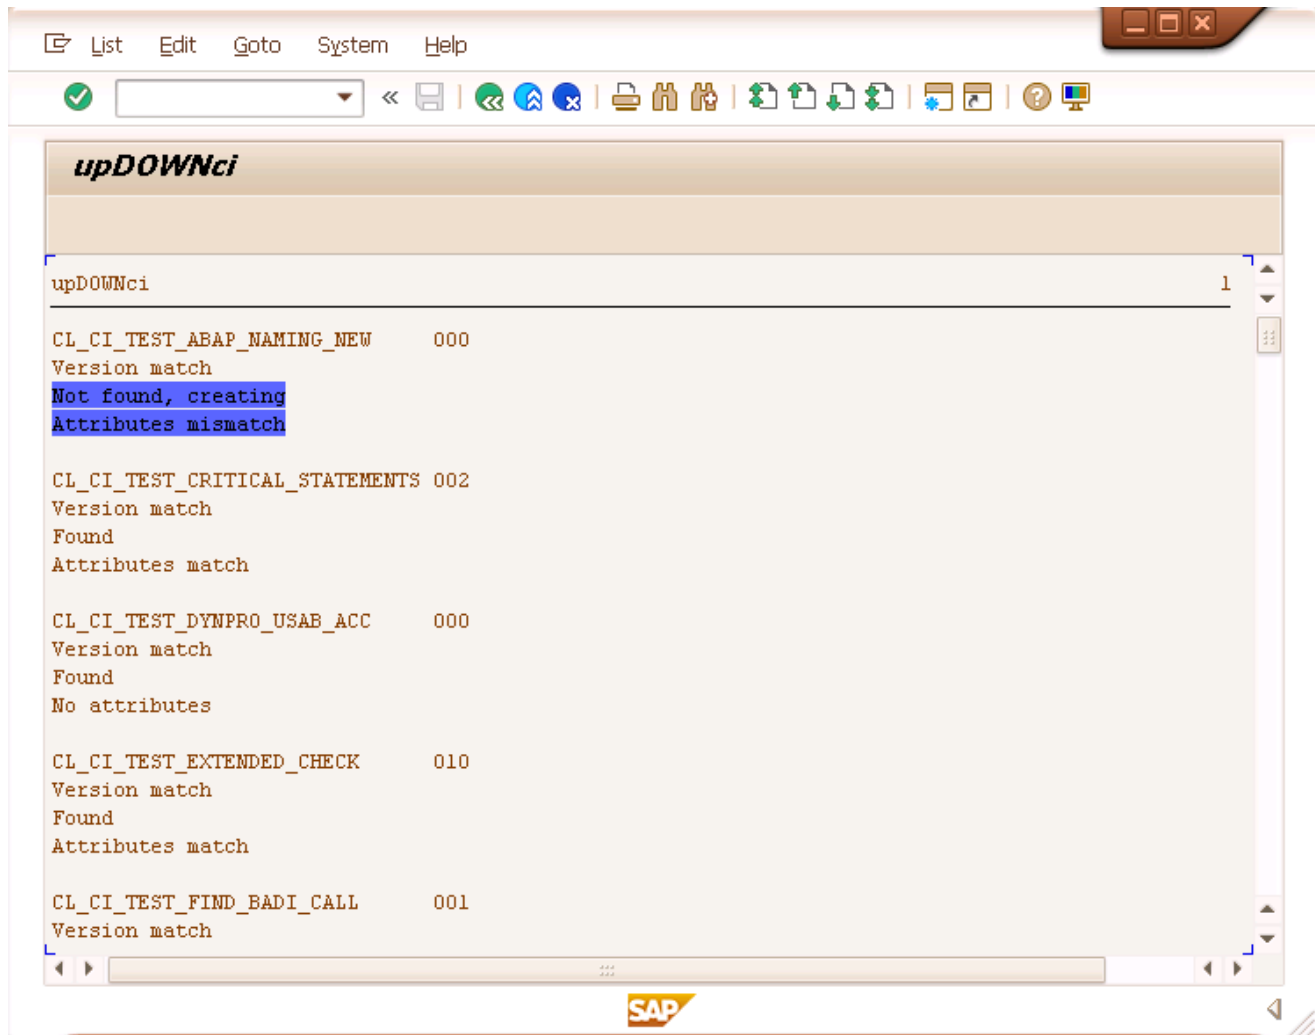 List Edit Goto System Help
upDOWNci
upDOWNci 1
CL_CI_TEST_ABAP_NAMING_NEW 000
Version match
Not found, creating
Attributes mismatch
CL_CI_TEST_CRITICAL_STATEMENTS 002
Version match
Found
Attributes match
CL_CI_TEST_DYNPRO_USAB_ACC 000
Version match
Found
No attributes
CL_CI_TEST_EXTENDED_CHECK 010
Version match
Found
Attributes match
CL_CI_TEST_FIND_BADI_CALL 001
Version match
SAP